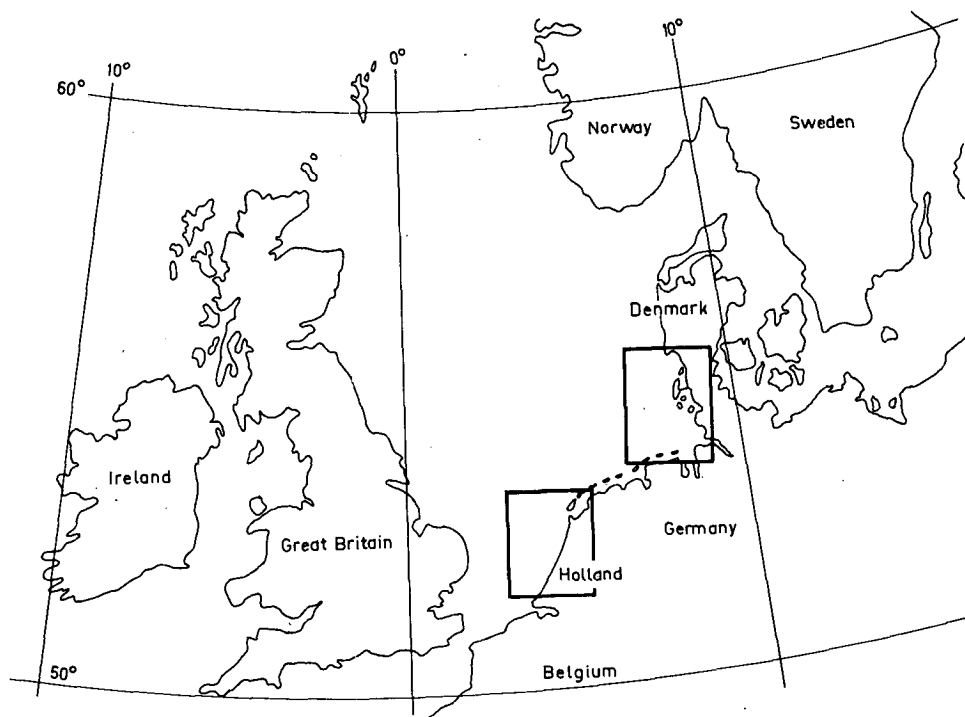 10°
0°
10°
60°
Norway
Sweden
Denmark
Ireland
Great Britain
Germany
Holland
50°
Belgium